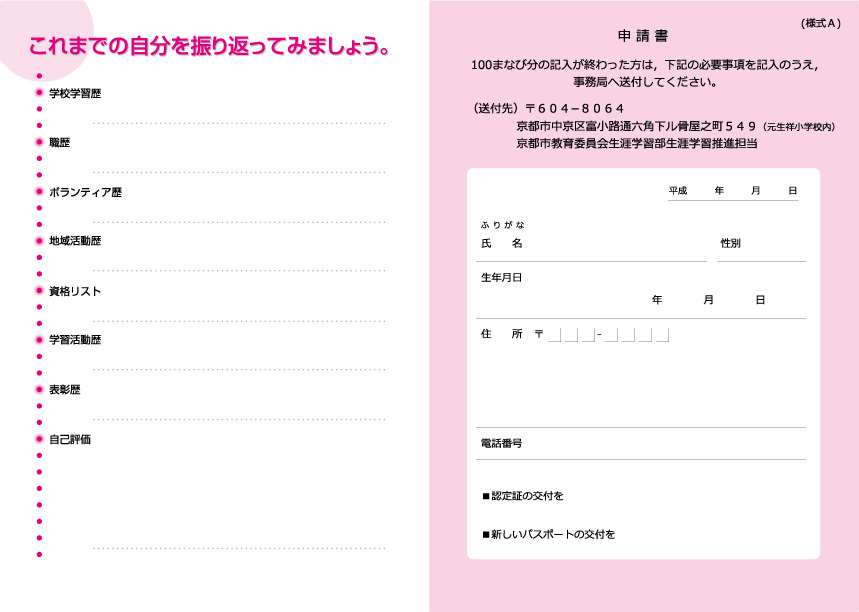 これまでの自分を振り返ってみましょう。
学校学習歴
職歴
ボランティア歴
地域活動歴
資格リスト
学習活動歴
表彰歴
自己評価
(様式A)
申請書
100まなび分の記入が終わった方は，下記の必要事項を記入のうえ，
事務局へ送付してください。
（送付先）〒６０４－８０６４
京都市中京区富小路通六角下ル骨屋之町５４９（元生祥小学校内）
京都市教育委員会生涯学習部生涯学習推進担当
平成　年　月　日
ふりがな
氏　名　性別
生年月日
年　月　日
住　所　〒 -
電話番号
■認定証の交付を
■新しいパスポートの交付を